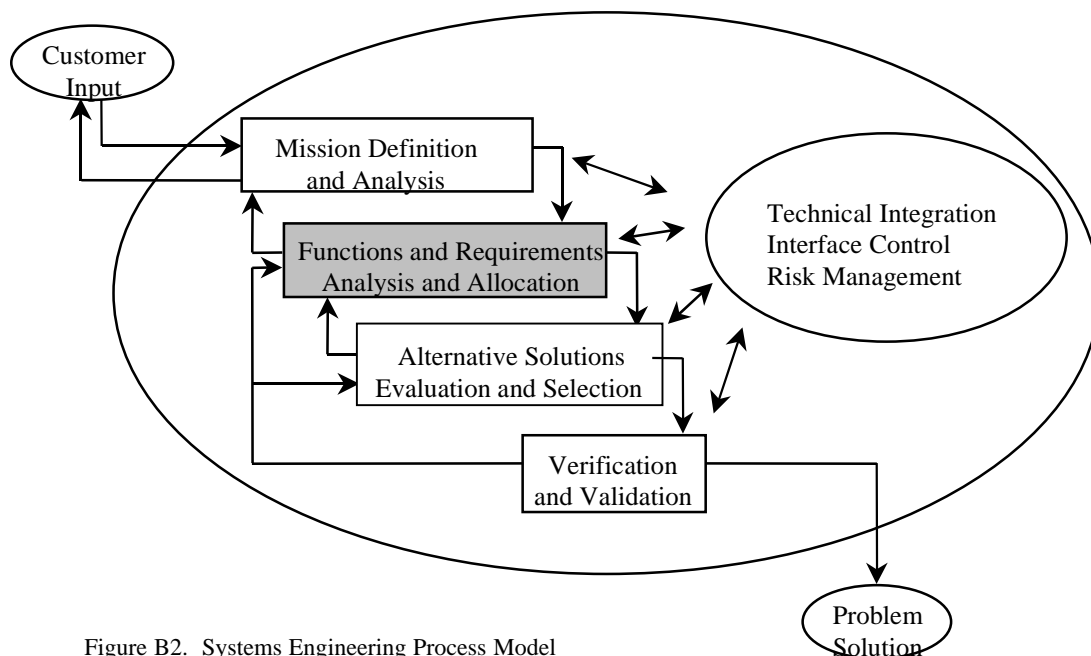 Customer
Input
Mission Definition
and Analysis
Functions and Requirements
Analysis and Allocation
Alternative Solutions
Evaluation and Selection
Verification
and Validation
Technical Integration
Interface Control
Risk Management
Problem
Solution
Figure B2. Systems Engineering Process Model